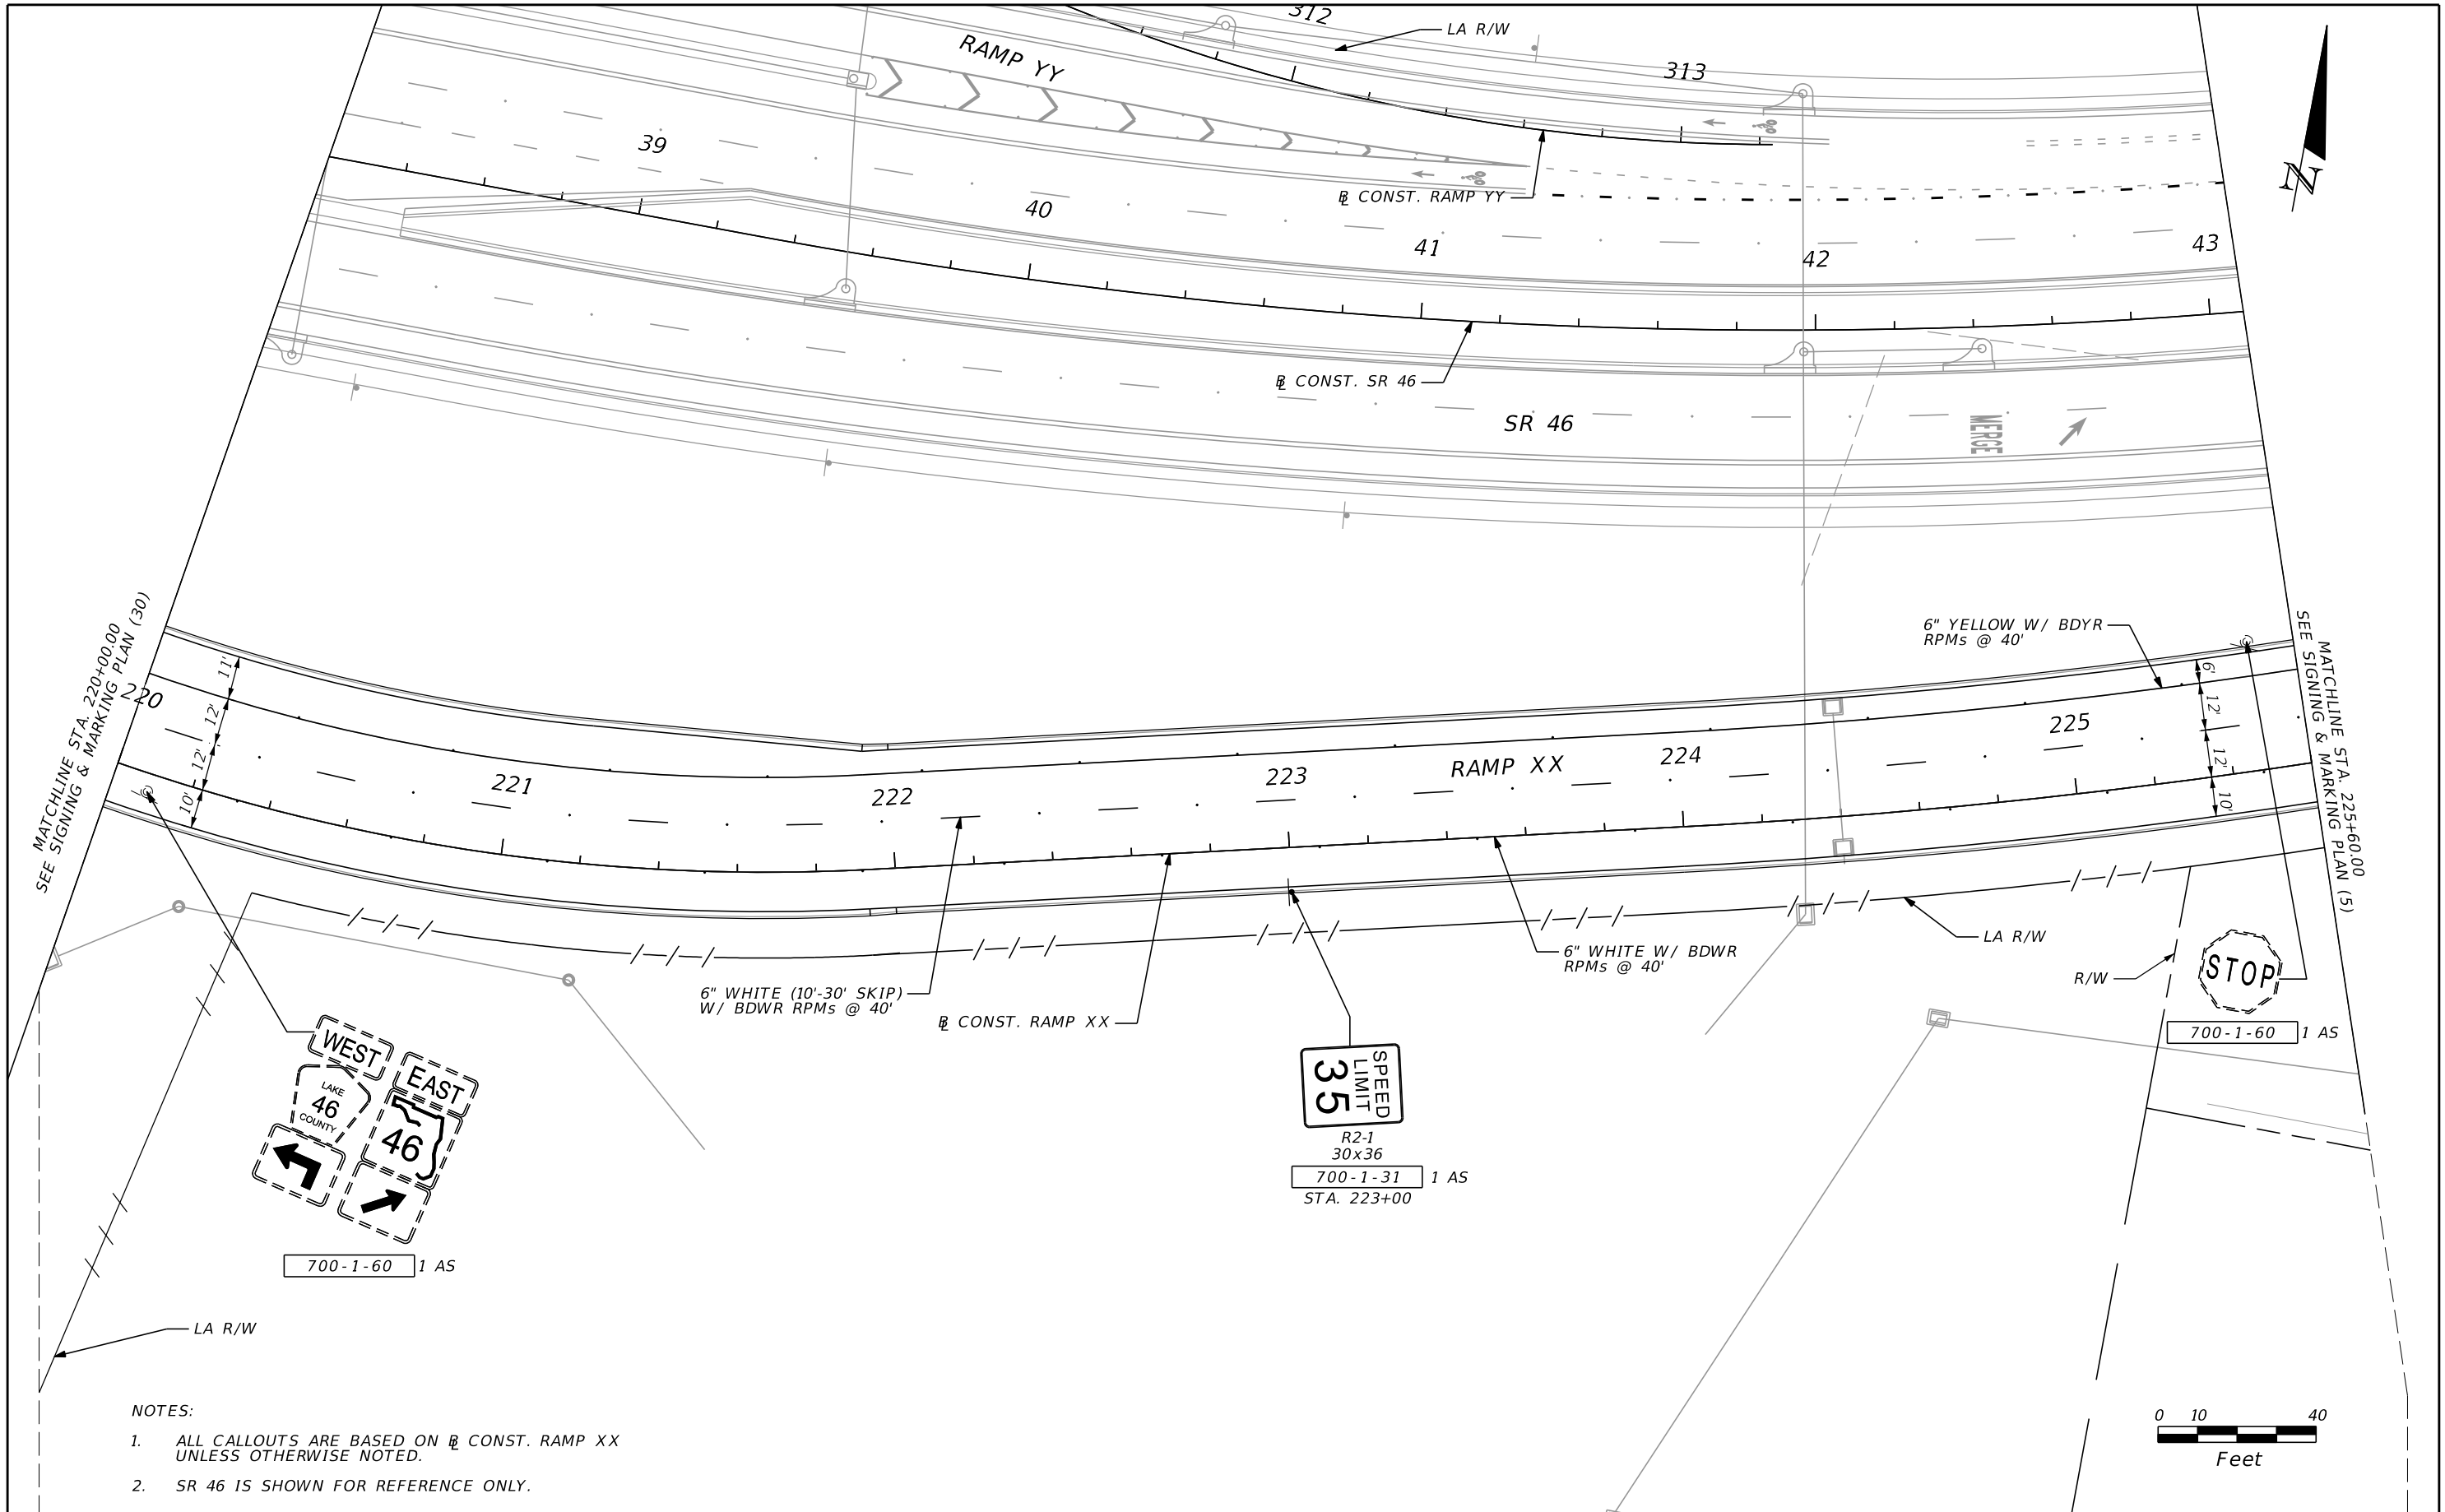 312
LA R/W
RAMP YY
313
39
40
41
42
43
N
℄ CONST. RAMP YY
℄ CONST. SR 46
SR 46
MERGE
MATCHLINE STA. 220+00.00
SEE SIGNING & MARKING PLAN (30)
220
11'
12'
12'
10'
221
222
223
RAMP XX
224
225
6" YELLOW W/ BDYR
RPMs @ 40'
6'
12'
12'
10'
MATCHLINE STA. 225+60.00
SEE SIGNING & MARKING PLAN (5)
6" WHITE (10'-30' SKIP)
W/ BDWR RPMs @ 40'
℄ CONST. RAMP XX
6" WHITE W/ BDWR
RPMs @ 40'
LA R/W
R/W
STOP
700-1-60 1 AS
WEST
LAKE
46
COUNTY
EAST
46
700-1-60 1 AS
SPEED
LIMIT
35
R2-1
30x36
700-1-31 1 AS
STA. 223+00
LA R/W
NOTES:
1. ALL CALLOUTS ARE BASED ON ℄ CONST. RAMP XX
UNLESS OTHERWISE NOTED.
2. SR 46 IS SHOWN FOR REFERENCE ONLY.
0 10 40
Feet